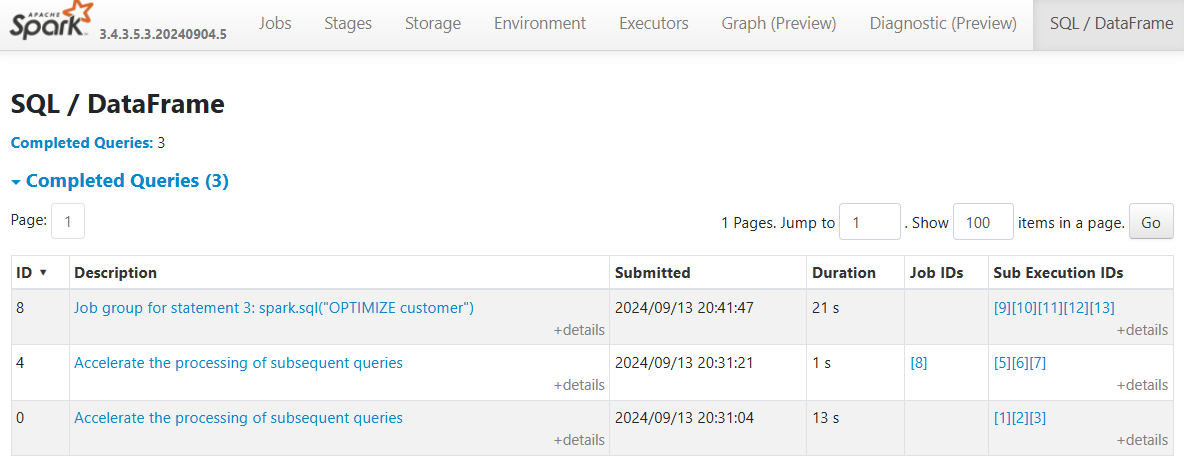 APACHE
Spark 3.4.3.5.3.20240904.5 Jobs Stages Storage Environment Executors Graph (Preview) Diagnostic (Preview) SQL / DataFrame
SQL / DataFrame
Completed Queries: 3
Completed Queries (3)
Page: 1 1 Pages. Jump to 1 . Show 100 items in a page. Go
ID ▼ Description Submitted Duration Job IDs Sub Execution IDs
8 Job group for statement 3: spark.sql("OPTIMIZE customer") 2024/09/13 20:41:47 21 s [9][10][11][12][13]
+details +details
4 Accelerate the processing of subsequent queries 2024/09/13 20:31:21 1 s [8] [5][6][7]
+details +details
0 Accelerate the processing of subsequent queries 2024/09/13 20:31:04 13 s [1][2][3]
+details +details